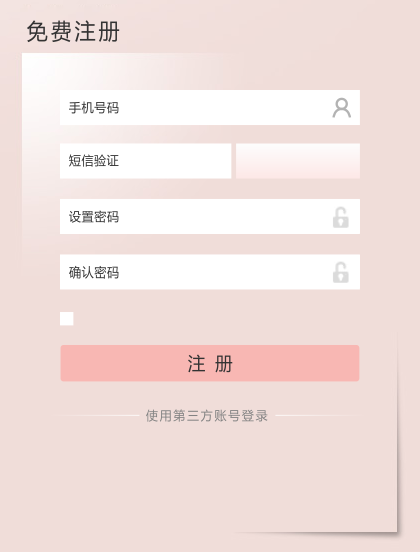 免费注册
手机号码
短信验证
设置密码
确认密码
注 册
使用第三方账号登录